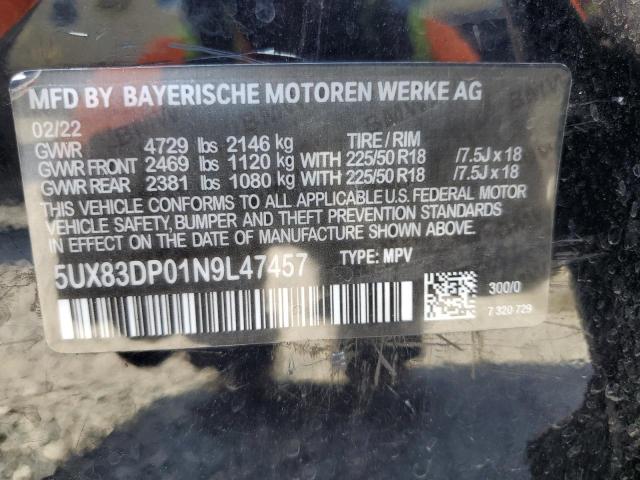 MFD BY BAYERISCHE MOTOREN WERKE AG
02/22 TIRE/RIM
GVWR 4729 lbs 2146 kg
GVWR FRONT 2469 lbs 1120 kg WITH 225/50 R18 /7.5J x 18
GVWR REAR 2381 lbs 1080 kg WITH 225/50 R18 /7.5J x 18
THIS VEHICLE CONFORMS TO ALL APPLICABLE U.S. FEDERAL MOTOR
VEHICLE SAFETY, BUMPER AND THEFT PREVENTION STANDARDS
IN EFFECT ON THE DATE OF MANUFACTURE SHOWN ABOVE.
5UX83DP01N9L47457 TYPE: MPV
300/0
7 320 729